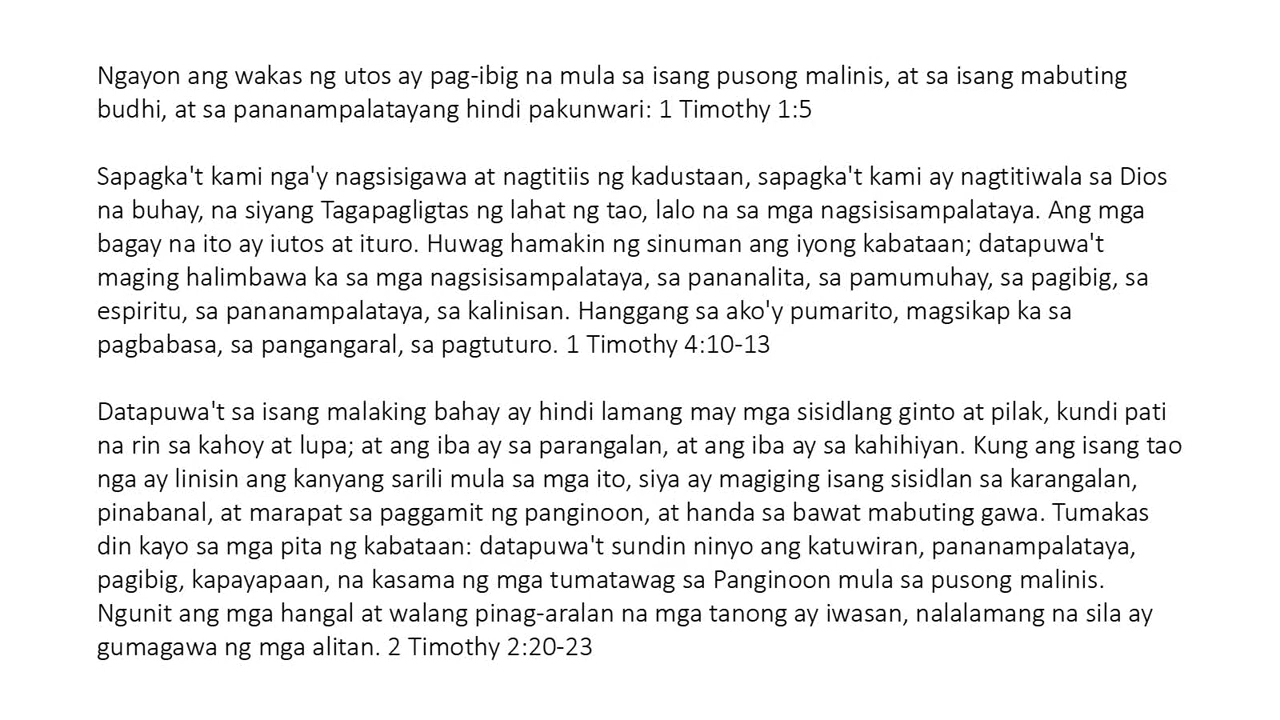 Ngayon ang wakas ng utos ay pag-ibig na mula sa isang pusong malinis, at sa isang mabuting
budhi, at sa pananampalatayang hindi pakunwari: 1 Timothy 1:5
Sapagka't kami nga'y nagsisigawa at nagtitiis ng kadustaan, sapagka't kami ay nagtitiwala sa Dios
na buhay, na siyang Tagapagligtas ng lahat ng tao, lalo na sa mga nagsisisampalataya. Ang mga
bagay na ito ay iutos at ituro. Huwag hamakin ng sinuman ang iyong kabataan; datapuwa't
maging halimbawa ka sa mga nagsisisampalataya, sa pananalita, sa pamumuhay, sa pagibig, sa
espiritu, sa pananampalataya, sa kalinisan. Hanggang sa ako'y pumarito, magsikap ka sa
pagbabasa, sa pangangaral, sa pagtuturo. 1 Timothy 4:10-13
Datapuwa't sa isang malaking bahay ay hindi lamang may mga sisidlang ginto at pilak, kundi pati
na rin sa kahoy at lupa; at ang iba ay sa parangalan, at ang iba ay sa kahihiyan. Kung ang isang tao
nga ay linisin ang kanyang sarili mula sa mga ito, siya ay magiging isang sisidlan sa karangalan,
pinabanal, at marapat sa paggamit ng panginoon, at handa sa bawat mabuting gawa. Tumakas
din kayo sa mga pita ng kabataan: datapuwa't sundin ninyo ang katuwiran, pananampalataya,
pagibig, kapayapaan, na kasama ng mga tumatawag sa Panginoon mula sa pusong malinis.
Ngunit ang mga hangal at walang pinag-aralan na mga tanong ay iwasan, nalalamang na sila ay
gumagawa ng mga alitan. 2 Timothy 2:20-23